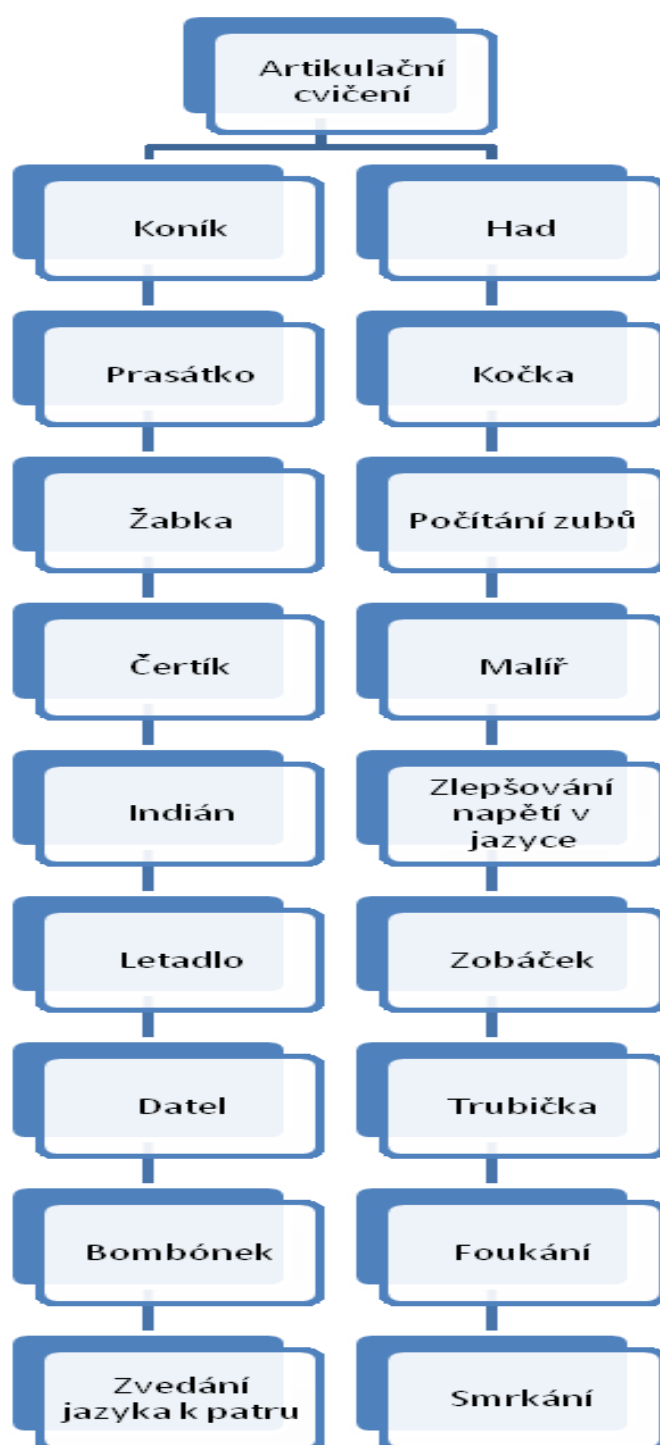 Artikulační
cvičení
Koník
Had
Prasátko
Kočka
Žabka
Počítání zubů
Čertík
Malíř
Indián
Zlepšování
napětí v
jazyce
Letadlo
Zobáček
Datel
Trubička
Bombónek
Foukání
Zvedání
jazyka k patru
Smrkání